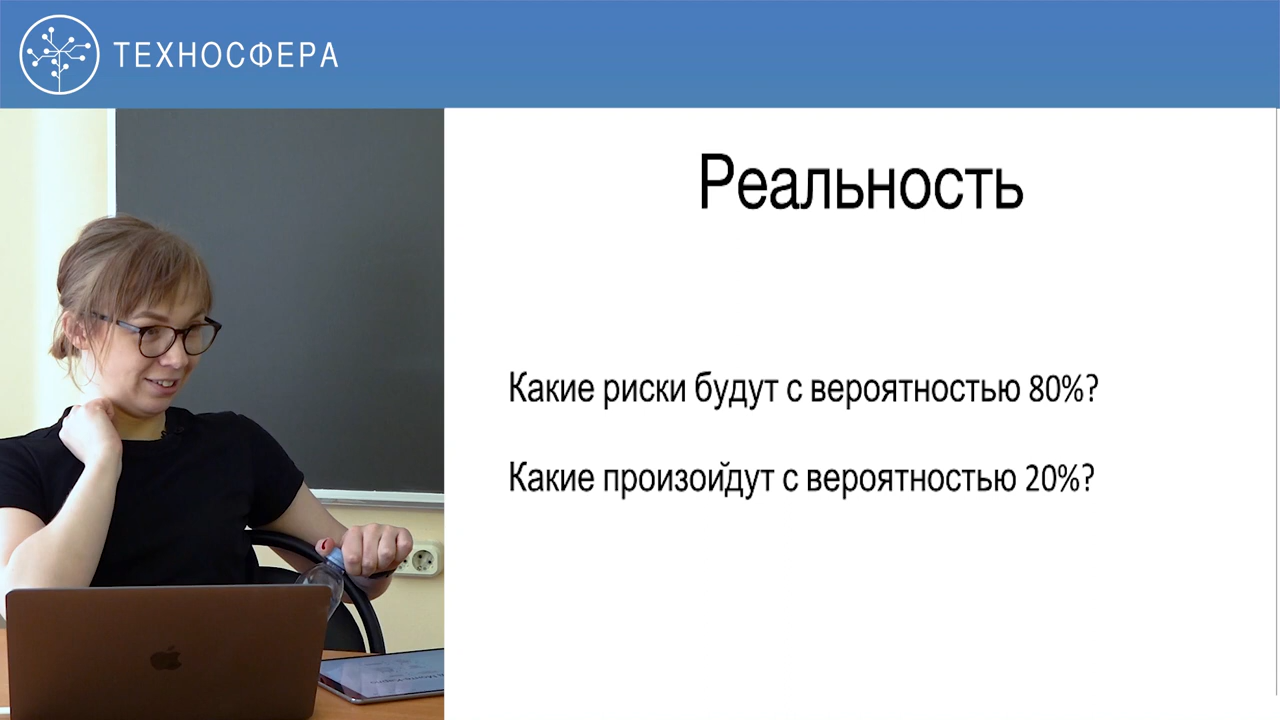 ТЕХНОСФЕРА
Реальность
Какие риски будут с вероятностью 80%?
Какие произойдут с вероятностью 20%?